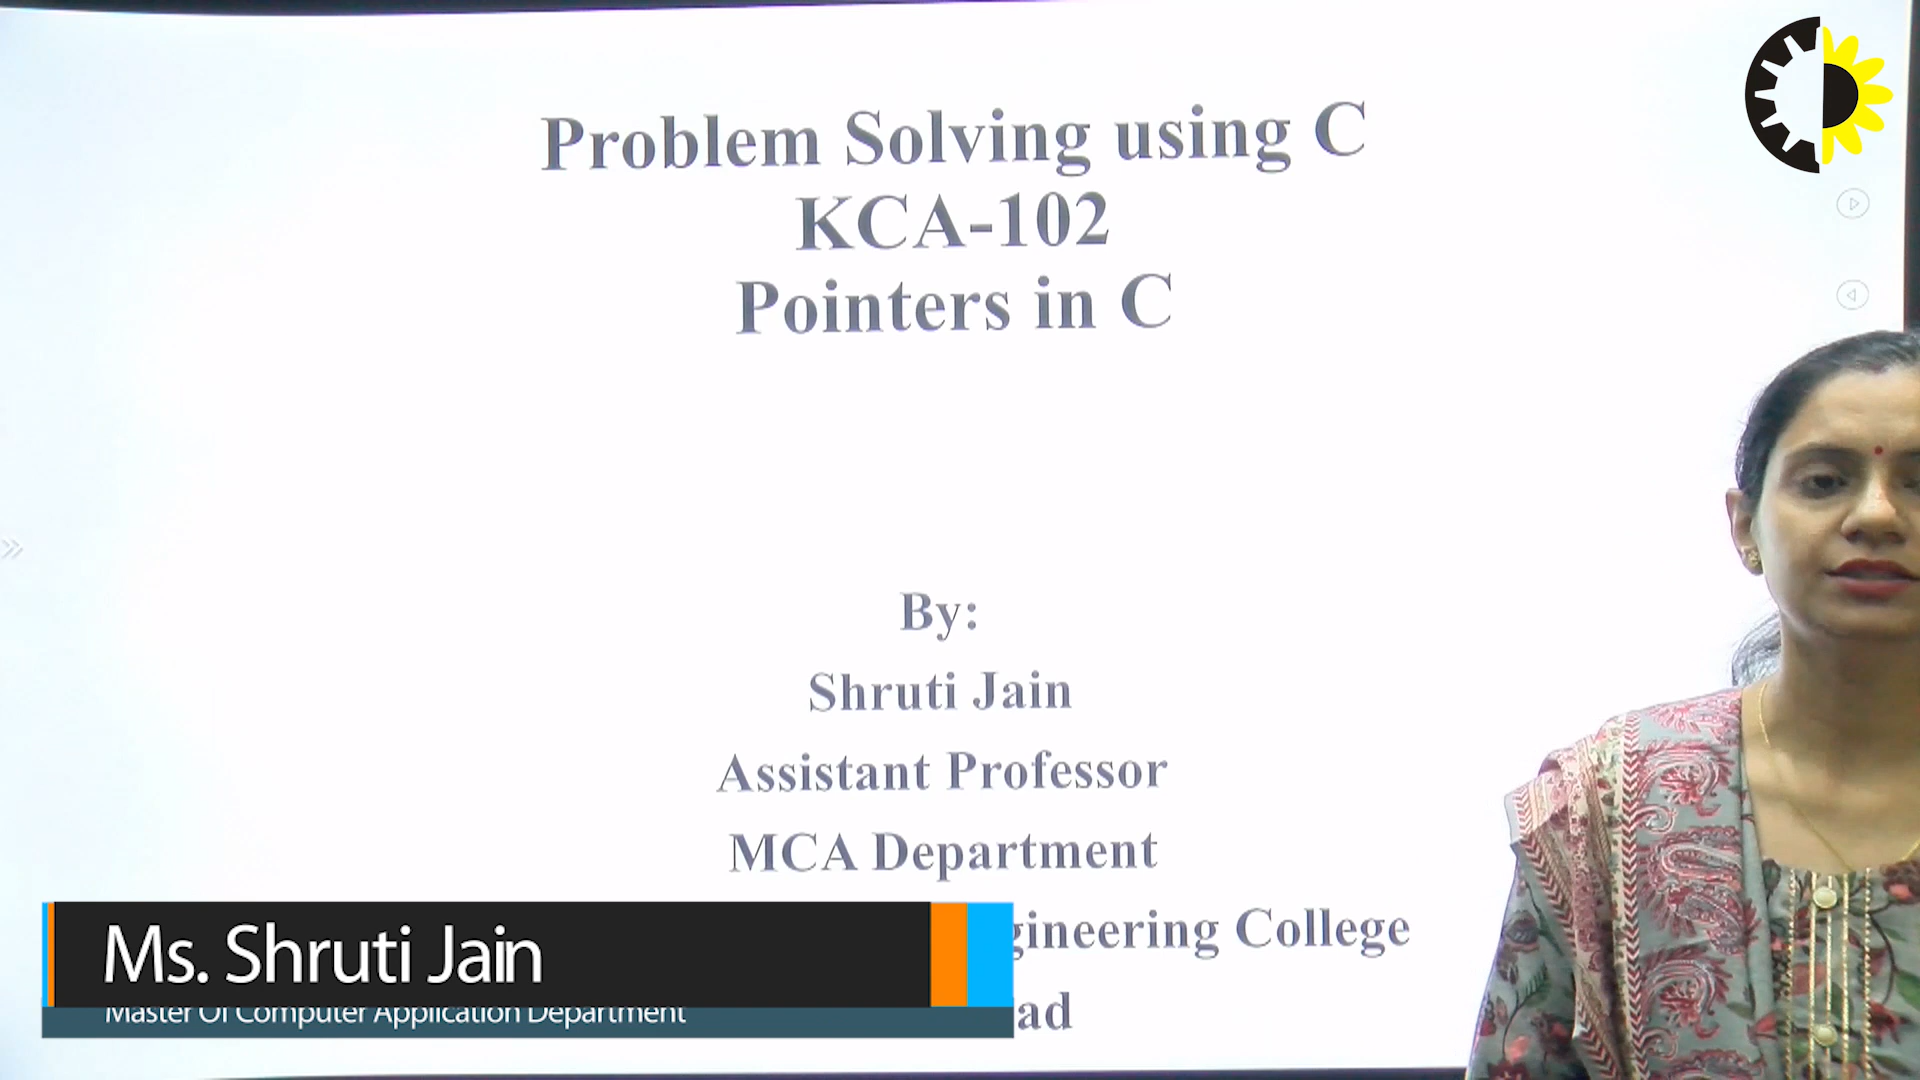 Problem Solving using C
KCA-102
Pointers in C
By:
Shruti Jain
Assistant Professor
MCA Department
gineering College
ad
Ms. Shruti Jain
Master Of Computer Application Department